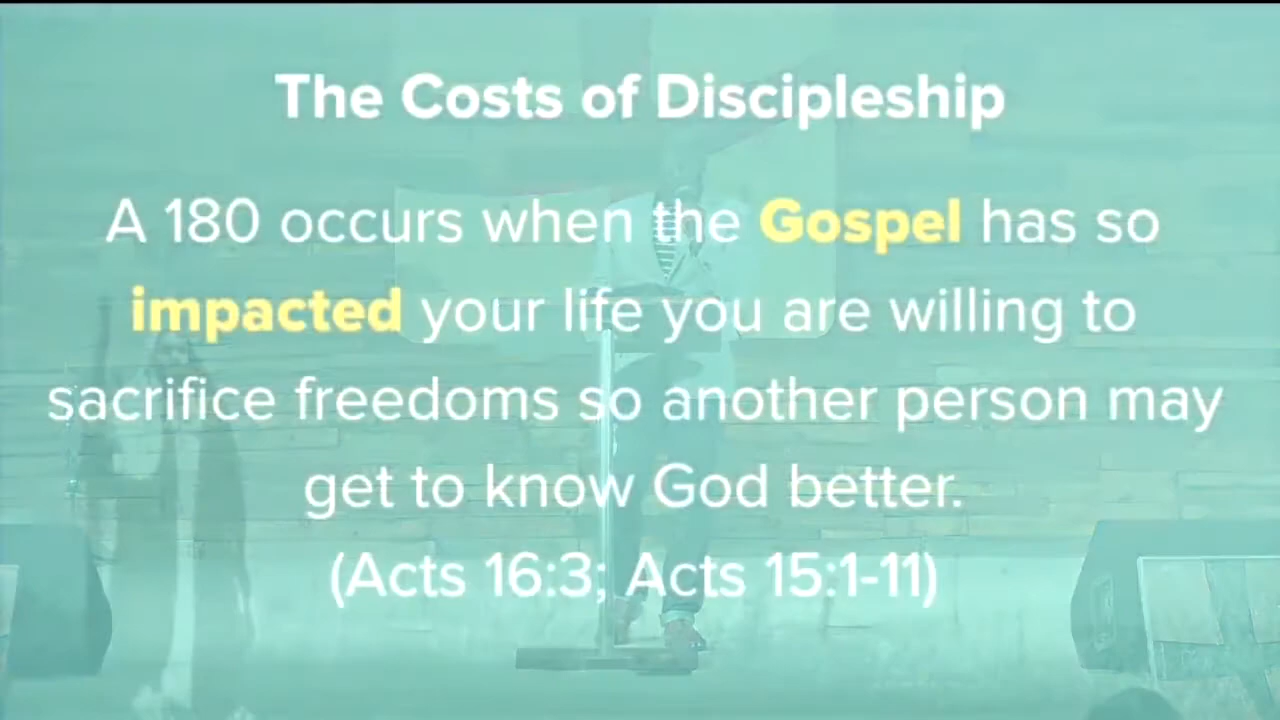 The Costs of Discipleship
A 180 occurs when the Gospel has so
impacted your life you are willing to
sacrifice freedoms so another person may
get to know God better.
(Acts 16:3; Acts 15:1-11)